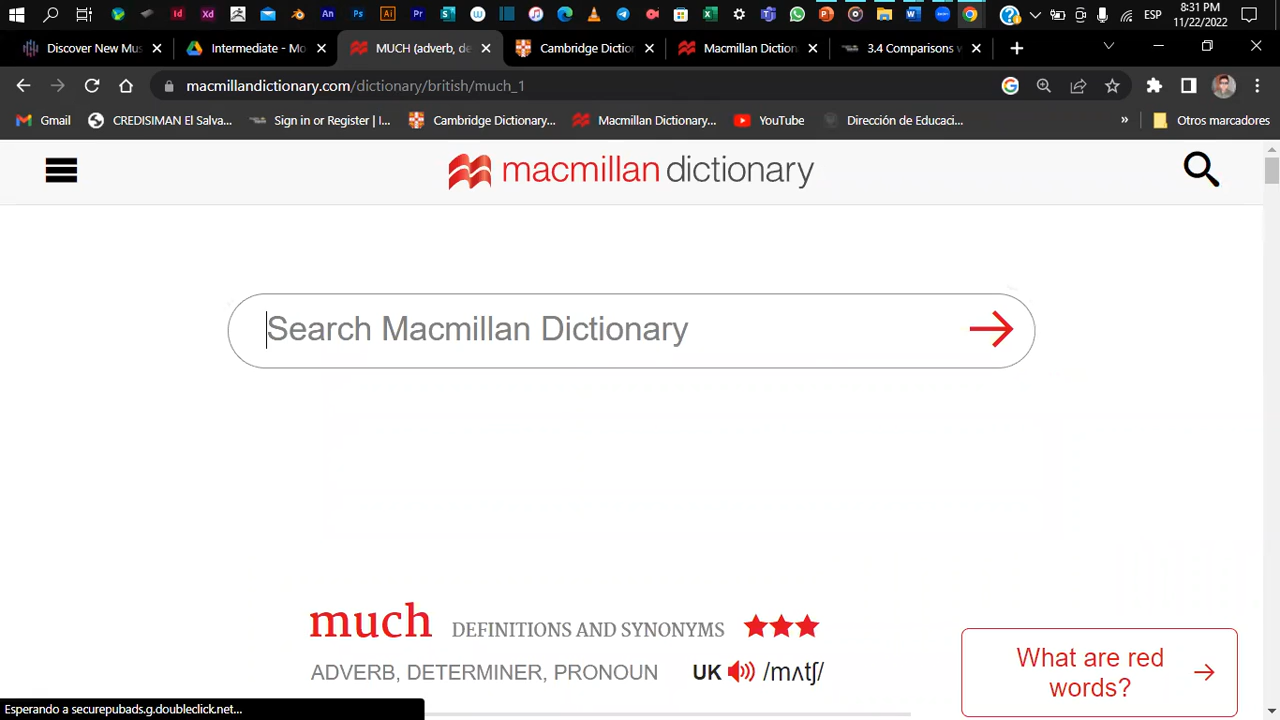 8:31 PM
ESP
11/22/2022
Discover New Mus
Intermediate - Mo
MUCH (adverb, de
Cambridge Dictio
Macmillan Diction
3.4 Comparisons w
macmillandictionary.com/dictionary/british/much_1
Gmail
CREDISIMAN El Salva...
Sign in or Register | I...
Cambridge Dictionary...
Macmillan Dictionary...
YouTube
Dirección de Educaci...
»
Otros marcadores
macmillan dictionary
Search Macmillan Dictionary
much DEFINITIONS AND SYNONYMS
ADVERB, DETERMINER, PRONOUN UK /mʌtʃ/
What are red
words?
Esperando a securepubads.g.doubleclick.net...